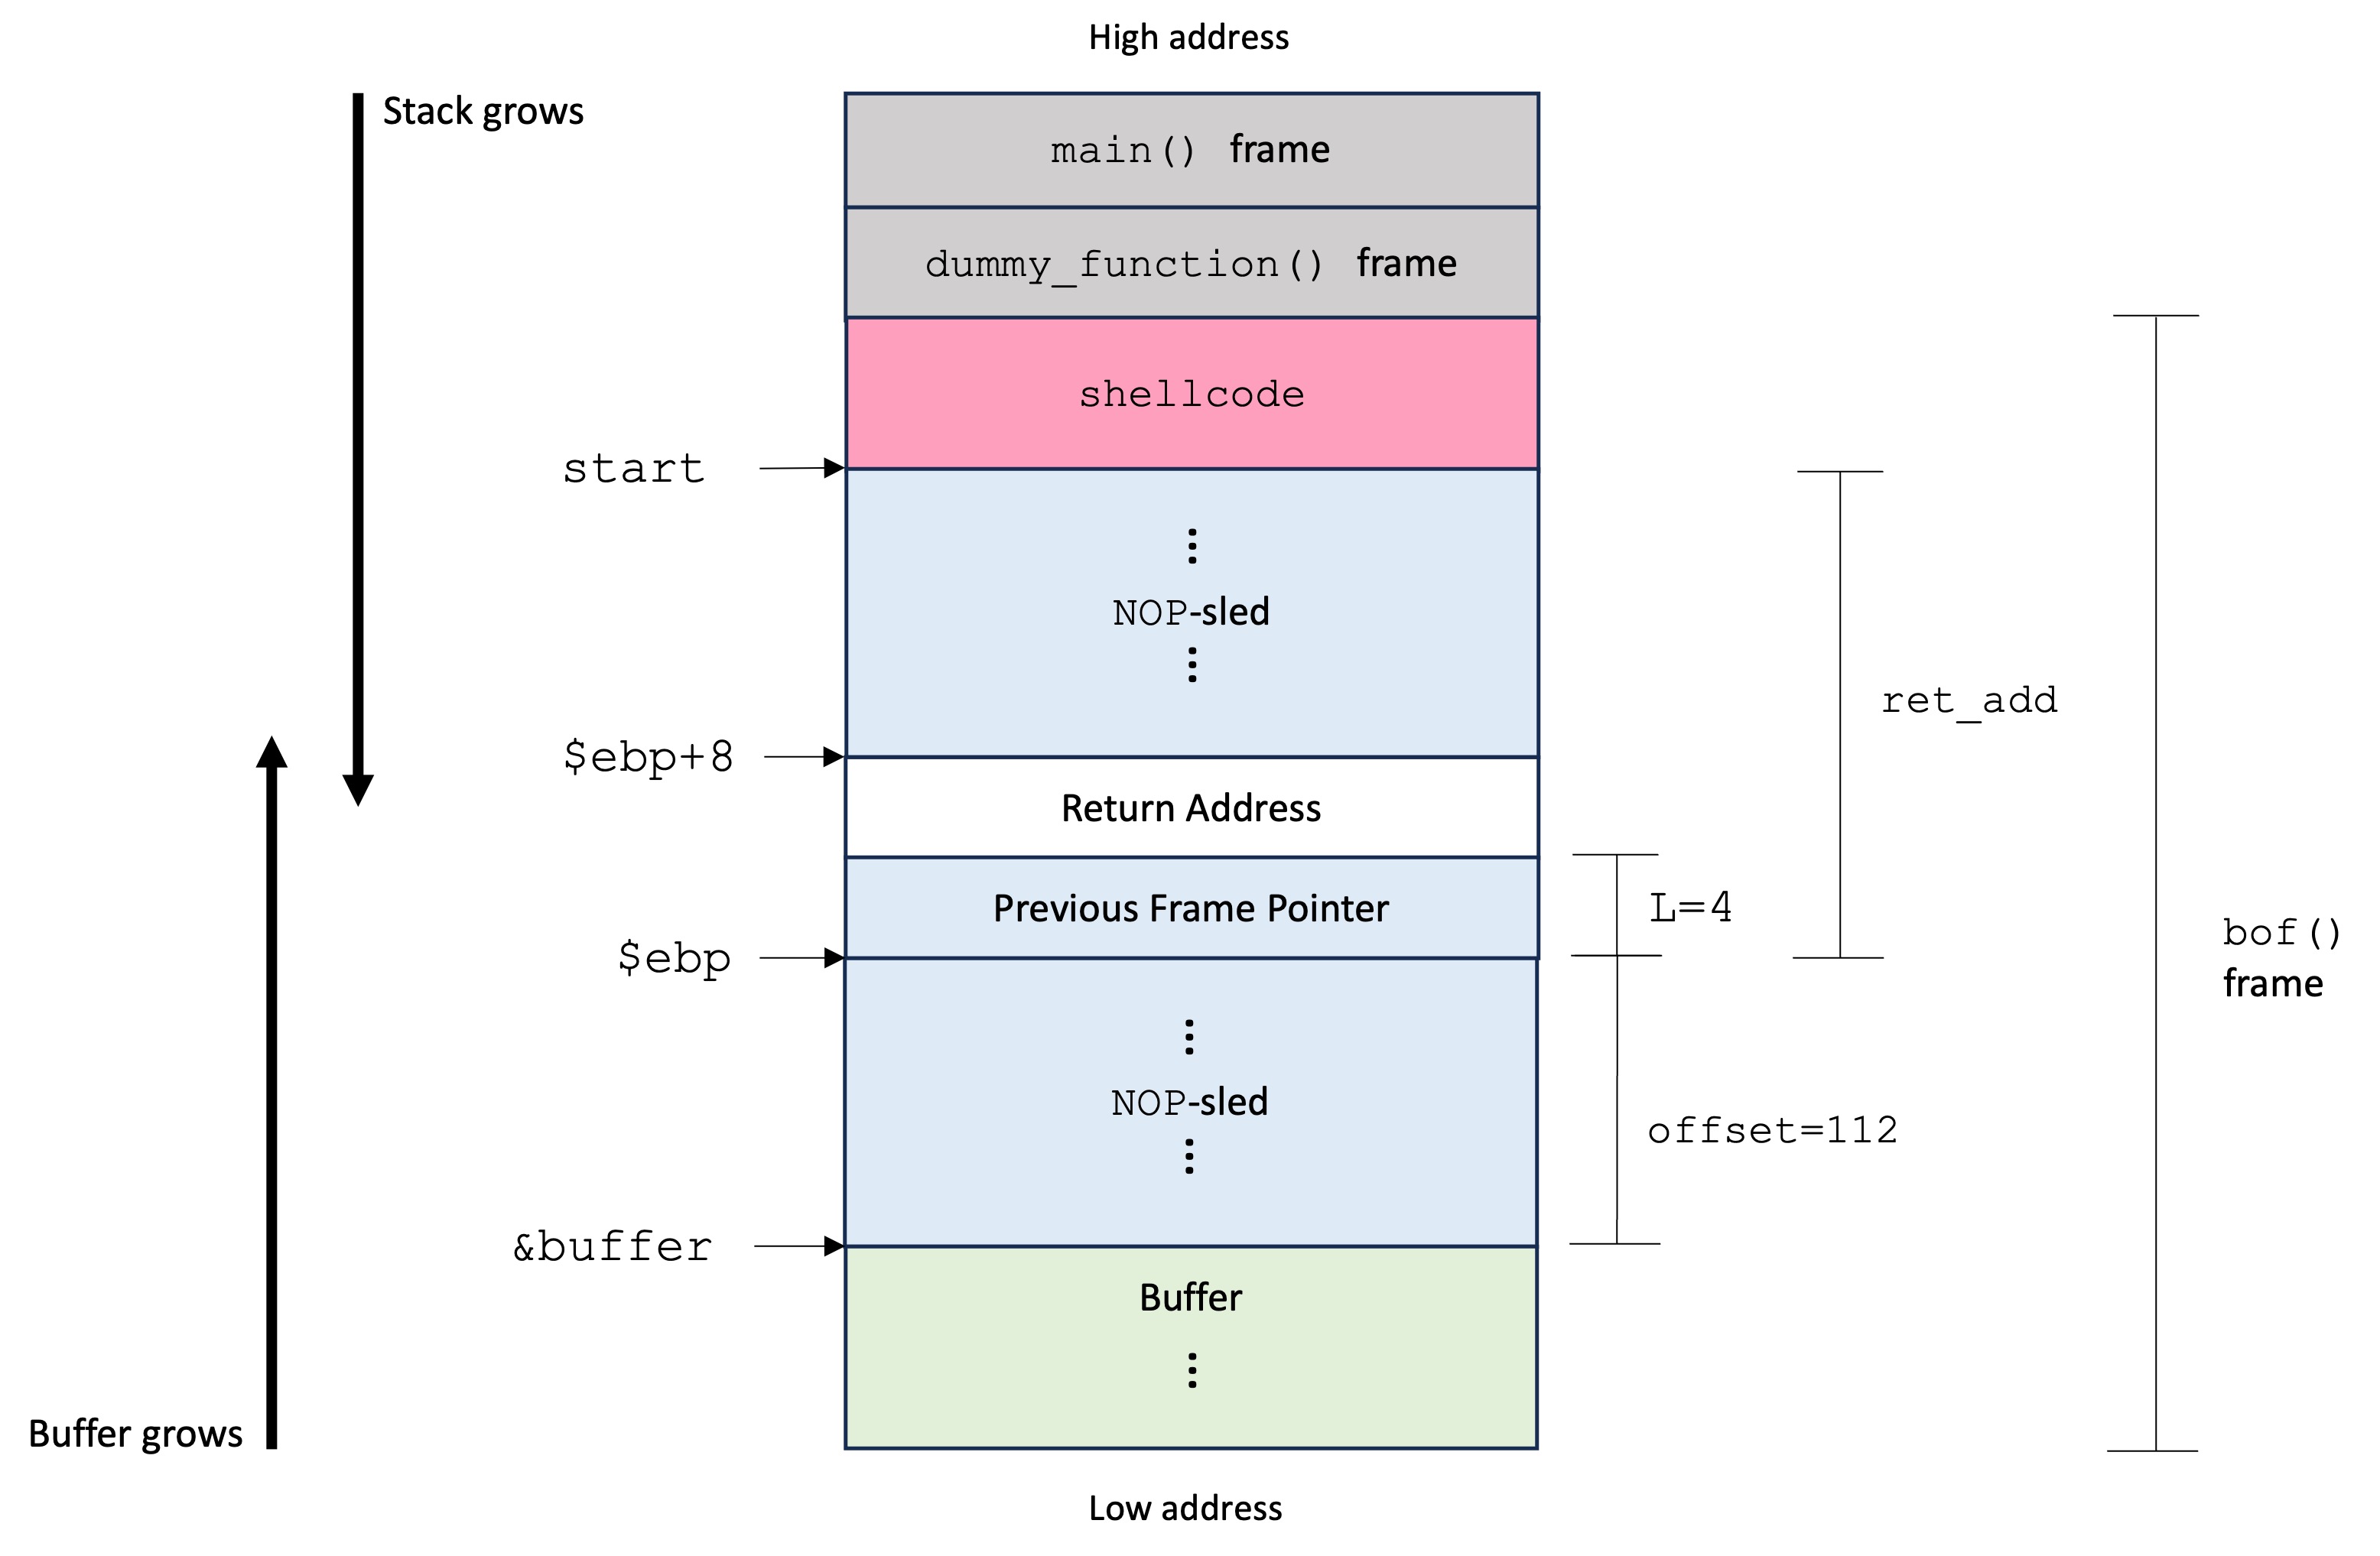 High address
Stack grows
main() frame
dummy_function() frame
shellcode
start
NOP-sled
ret_add
$ebp+8
Return Address
Previous Frame Pointer
L=4
bof()
frame
$ebp
NOP-sled
offset=112
&buffer
Buffer
Buffer grows
Low address